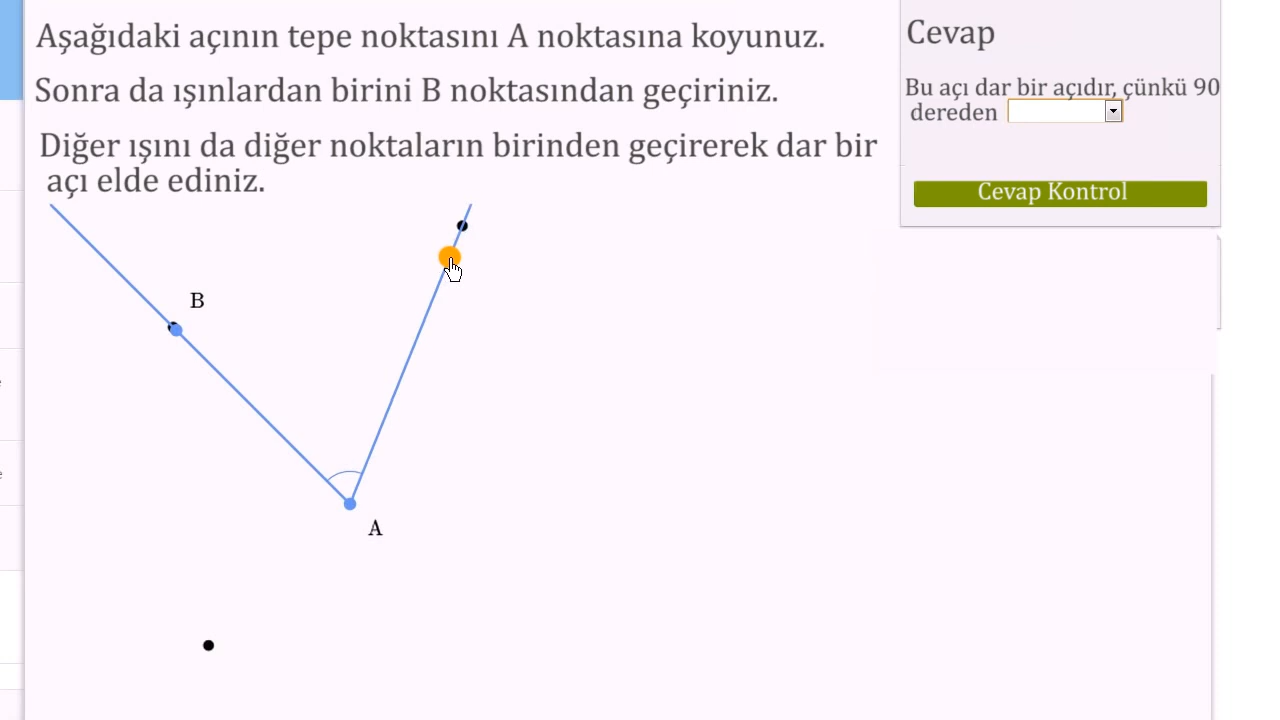 Aşağıdaki açının tepe noktasını A noktasına koyunuz.
Sonra da ışınlardan birini B noktasından geçiriniz.
Diğer ışını da diğer noktaların birinden geçirerek dar bir
açı elde ediniz.
Cevap
Bu açı dar bir açıdır, çünkü 90
dereden
Cevap Kontrol
B
A
e
e